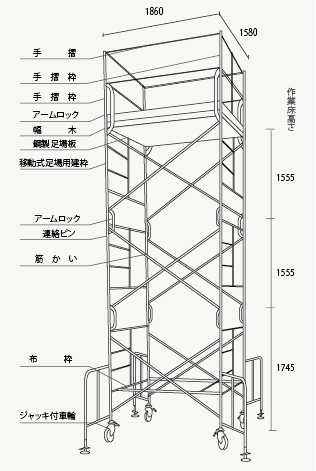 1860
1580
手 摺
手 摺 枠
手 摺 枠
アームロック
幅 木
鋼製足場板
移動式足場用建枠
アームロック
連結ピン
筋 か い
布 枠
ジャッキ付車輪
作業床高さ
1555
1555
1745